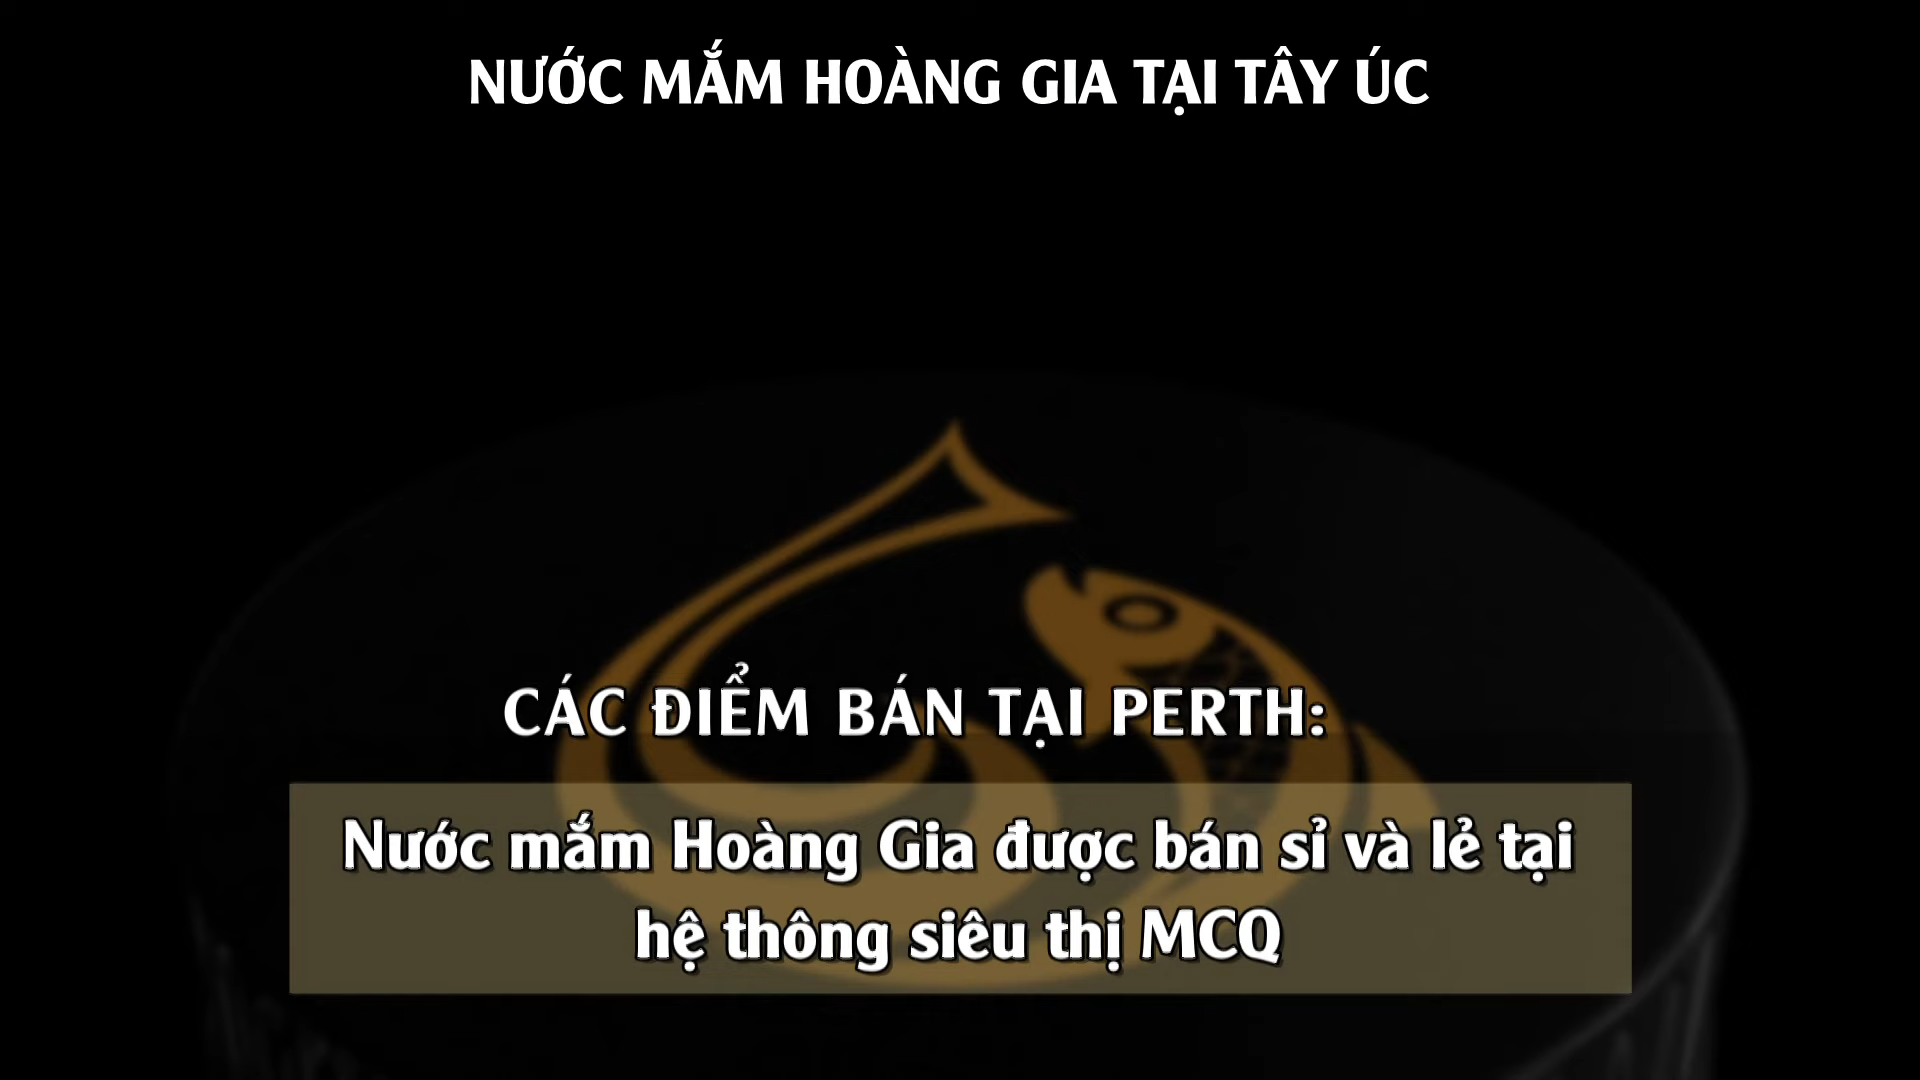 NƯỚC MẮM HOÀNG GIA TẠI TÂY ÚC
CÁC ĐIỂM BÁN TẠI PERTH:
Nước mắm Hoàng Gia được bán sỉ và lẻ tại
hệ thông siêu thị MCQ